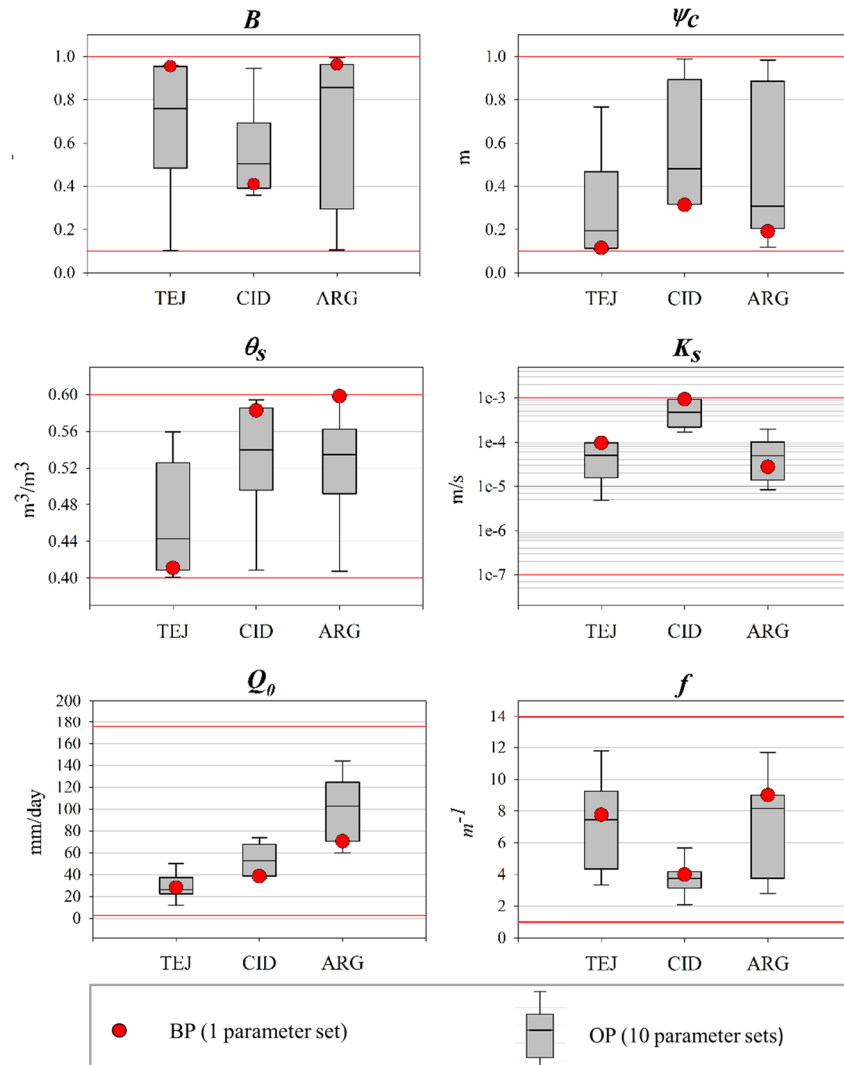 B
ψc
1.0
0.8
0.6
0.4
0.2
0.0
-
TEJ CID ARG
1.0
0.8
0.6
0.4
0.2
0.0
m
TEJ CID ARG
θs
Ks
0.60
0.56
0.52
0.48
0.44
0.40
m3/m3
TEJ CID ARG
1e-3
1e-4
1e-5
1e-6
1e-7
m/s
TEJ CID ARG
Q0
f
200
180
160
140
120
100
80
60
40
20
0
mm/day
TEJ CID ARG
14
12
10
8
6
4
2
0
m-1
TEJ CID ARG
BP (1 parameter set)
OP (10 parameter sets)